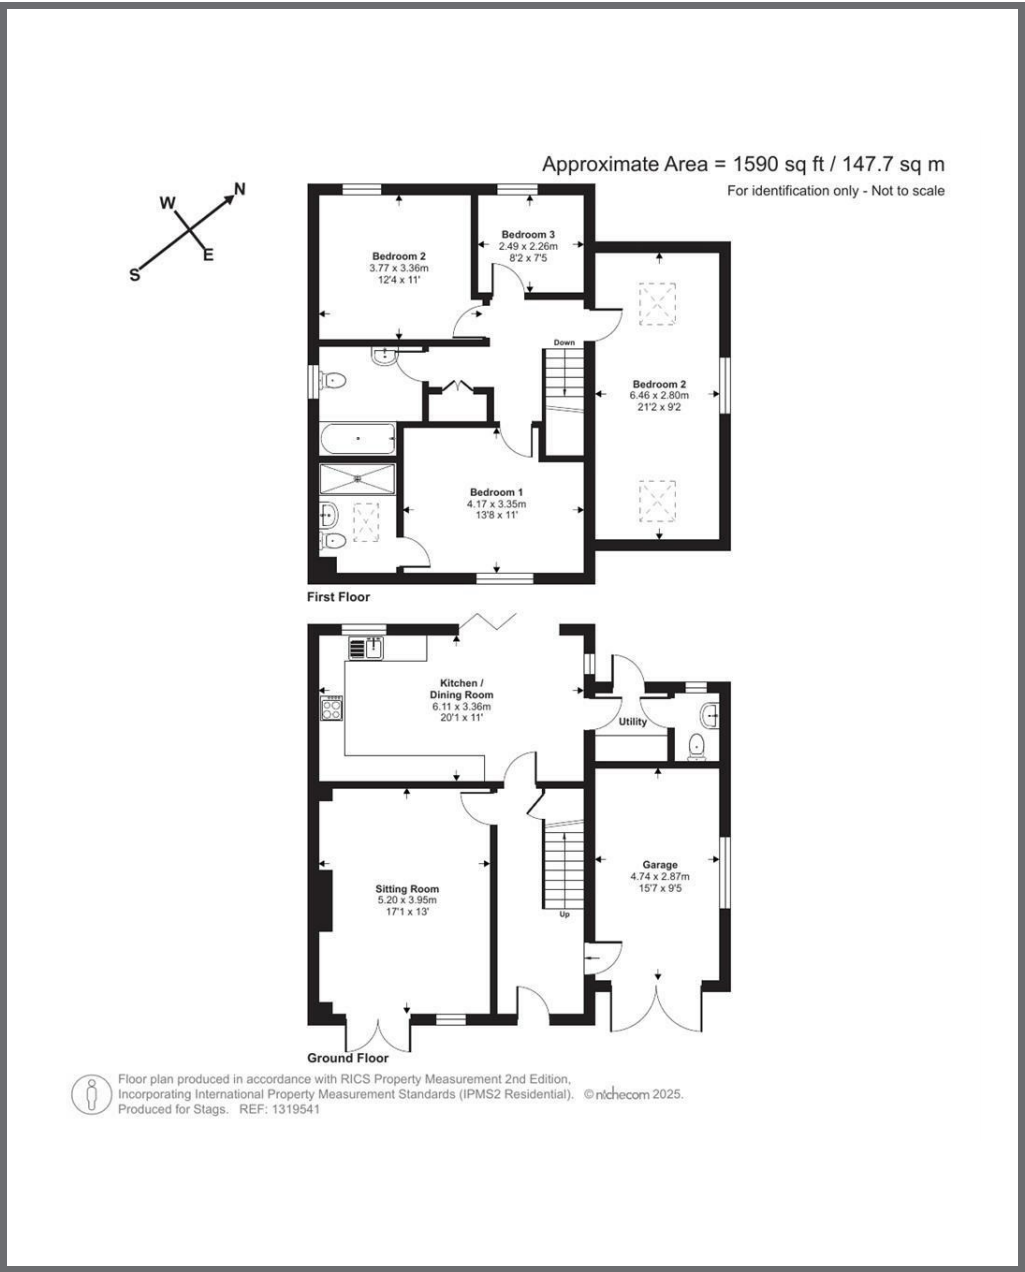 Approximate Area = 1590 sq ft / 147.7 sq m
For identification only - Not to scale
N
W
E
S
Bedroom 3
2.49 x 2.26m
8'2 x 7'5
Bedroom 2
3.77 x 3.36m
12'4 x 11'
Down
Bedroom 2
6.46 x 2.80m
21'2 x 9'2
Bedroom 1
4.17 x 3.35m
13'8 x 11'
First Floor
Kitchen /
Dining Room
6.11 x 3.36m
20'1 x 11'
Utility
Garage
4.74 x 2.87m
15'7 x 9'5
Sitting Room
5.20 x 3.95m
17'1 x 13'
Up
Ground Floor
Floor plan produced in accordance with RICS Property Measurement 2nd Edition,
Incorporating International Property Measurement Standards (IPMS2 Residential). © nichecom 2025.
Produced for Stags. REF: 1319541